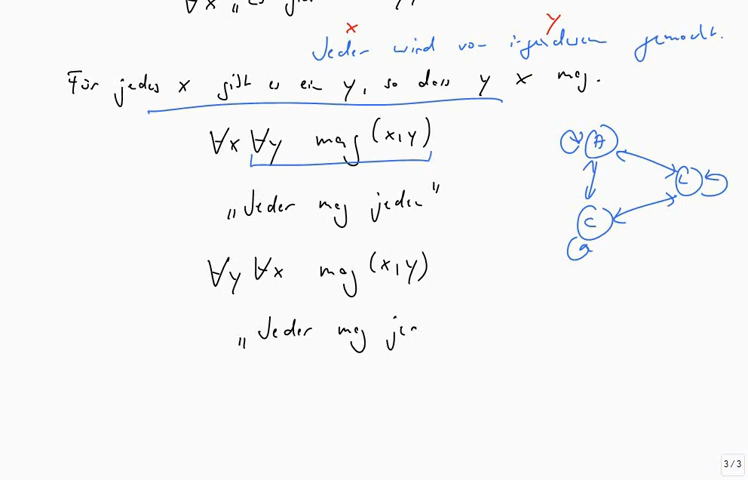 ∀x „
x y
Jeder wird von irgendwem gemocht.
Für jedes x gibt es ein y, so dass y x mag.
∀x ∀y mag(x,y)
A
„Jeder mag jeden"
C
∀y ∀x mag(x,y)
„Jeder mag je
3/3